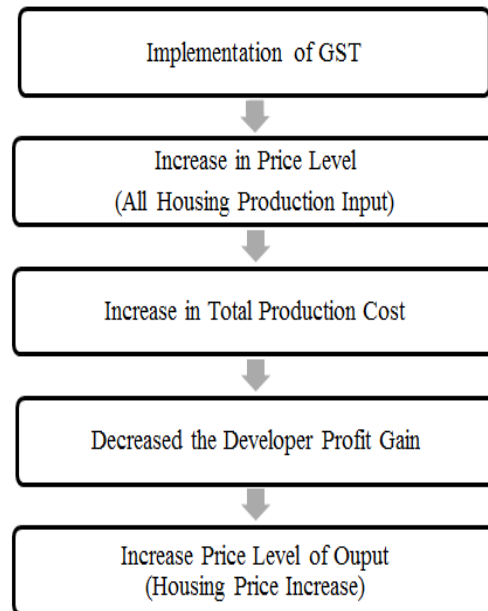 Implementation of GST
Increase in Price Level
(All Housing Production Input)
Increase in Total Production Cost
Decreased the Developer Profit Gain
Increase Price Level of Ouput
(Housing Price Increase)